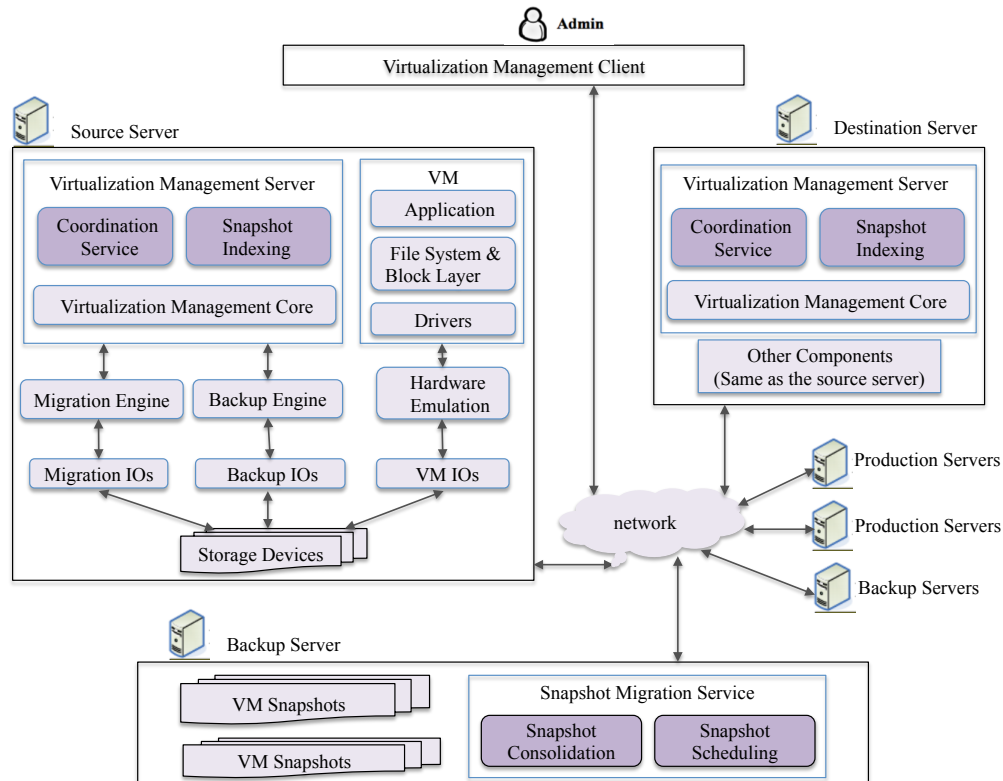 Admin
Virtualization Management Client
Source Server
Virtualization Management Server
Coordination
Service
Snapshot
Indexing
Virtualization Management Core
VM
Application
File System &
Block Layer
Drivers
Migration Engine
Backup Engine
Hardware
Emulation
Migration IOs
Backup IOs
VM IOs
Storage Devices
Destination Server
Virtualization Management Server
Coordination
Service
Snapshot
Indexing
Virtualization Management Core
Other Components
(Same as the source server)
network
Production Servers
Production Servers
Backup Servers
Backup Server
VM Snapshots
VM Snapshots
Snapshot Migration Service
Snapshot
Consolidation
Snapshot
Scheduling